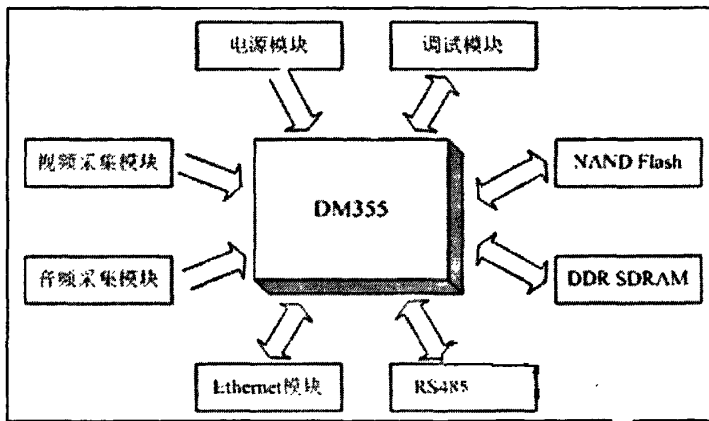 电源模块
调试模块
视频采集模块
NAND Flash
DM355
音频采集模块
DDR SDRAM
Ethernet模块
RS485